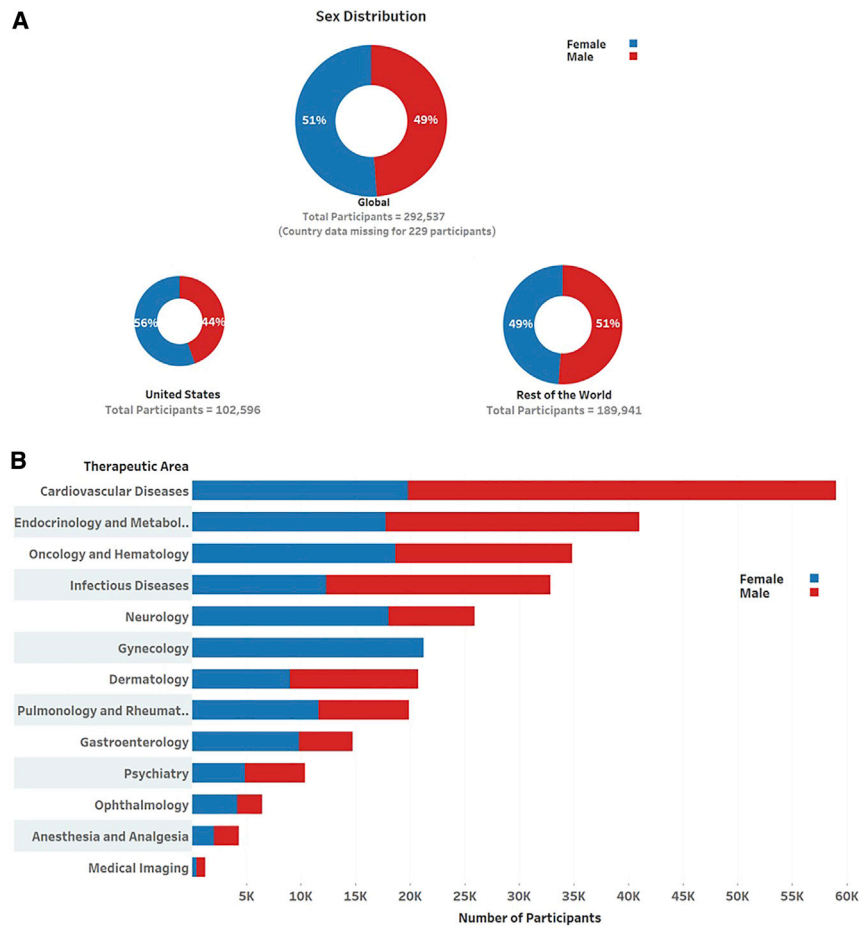 A
Sex Distribution
Female
Male
51%
49%
Global
Total Participants = 292,537
(Country data missing for 229 participants)
56%
44%
49%
51%
United States
Total Participants = 102,596
Rest of the World
Total Participants = 189,941
B
Therapeutic Area
Cardiovascular Diseases
Endocrinology and Metabol..
Oncology and Hematology
Infectious Diseases
Female
Male
Neurology
Gynecology
Dermatology
Pulmonology and Rheumat..
Gastroenterology
Psychiatry
Ophthalmology
Anesthesia and Analgesia
Medical Imaging
5K 10K 15K 20K 25K 30K 35K 40K 45K 50K 55K 60K
Number of Participants